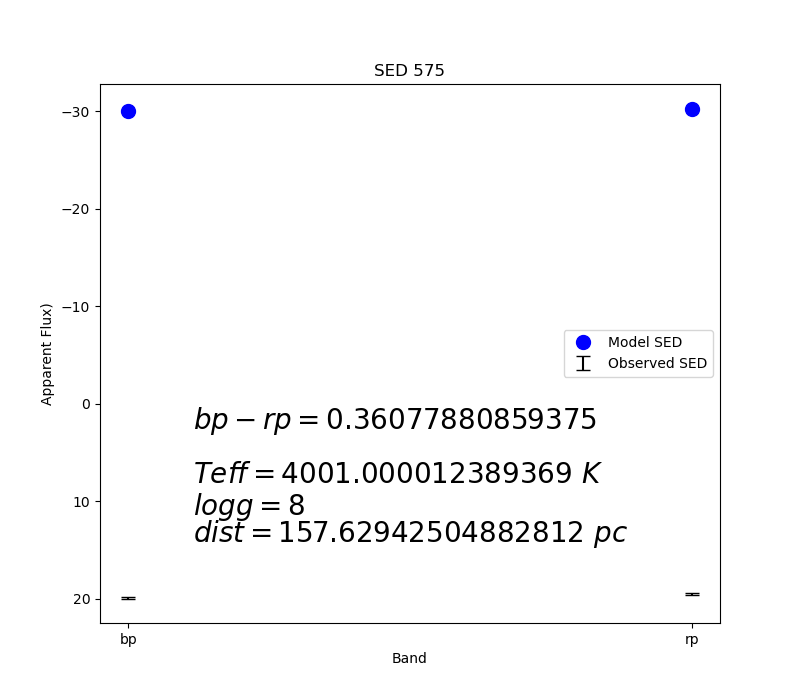 SED 575
Apparent Flux)
−30
−20
−10
0
10
20
Model SED
Observed SED
bp − rp = 0.36077880859375
Teff = 4001.000012389369 K
logg = 8
dist = 157.62942504882812 pc
bp
rp
Band